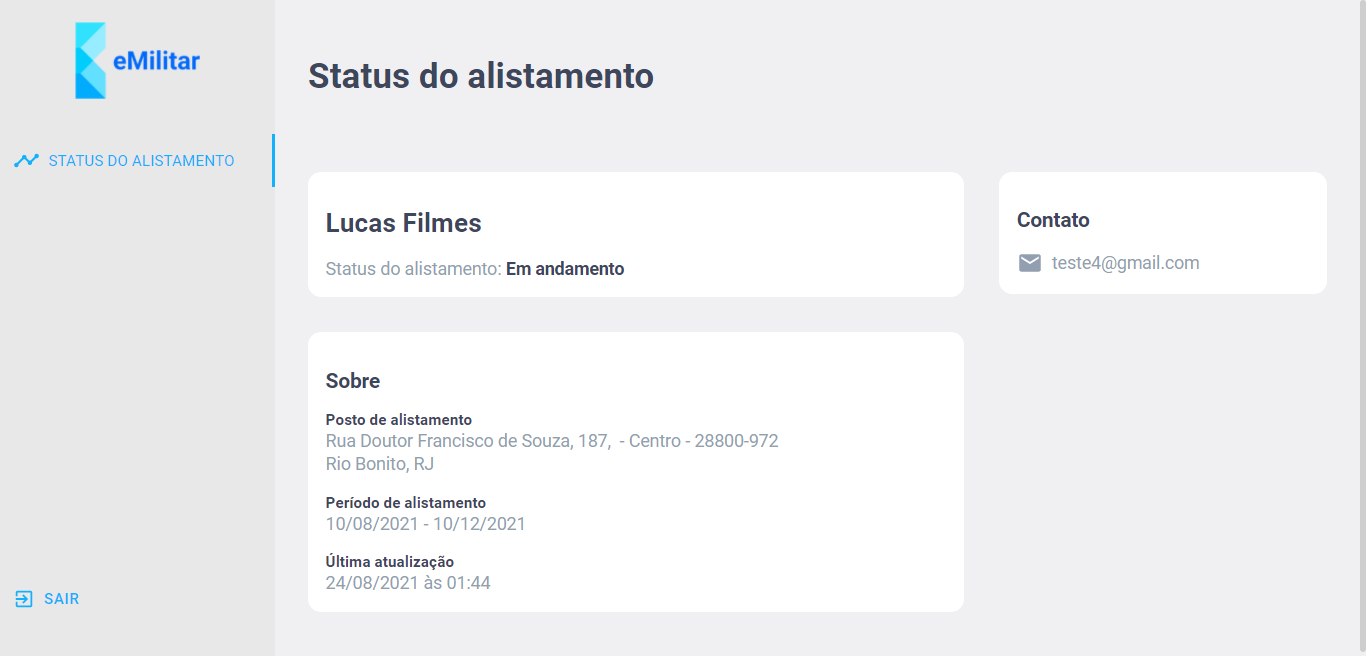 eMilitar
STATUS DO ALISTAMENTO
SAIR
Status do alistamento
Lucas Filmes
Status do alistamento: Em andamento
Sobre
Posto de alistamento
Rua Doutor Francisco de Souza, 187,  - Centro - 28800-972
Rio Bonito, RJ
Período de alistamento
10/08/2021 - 10/12/2021
Última atualização
24/08/2021 às 01:44
Contato
teste4@gmail.com